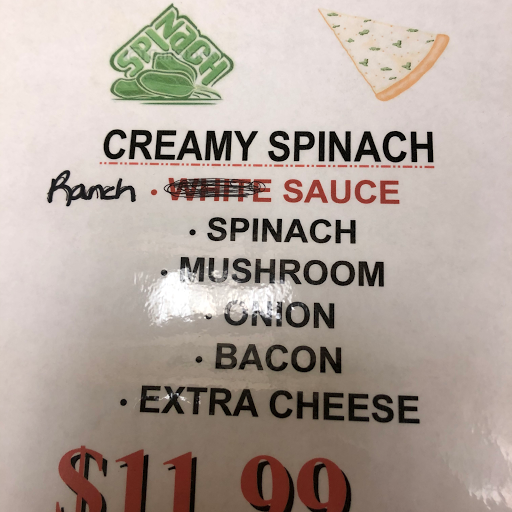 SPINACH
CREAMY SPINACH
Ranch • WHITE SAUCE
• SPINACH
• MUSHROOM
• ONION
• BACON
• EXTRA CHEESE
$11.99